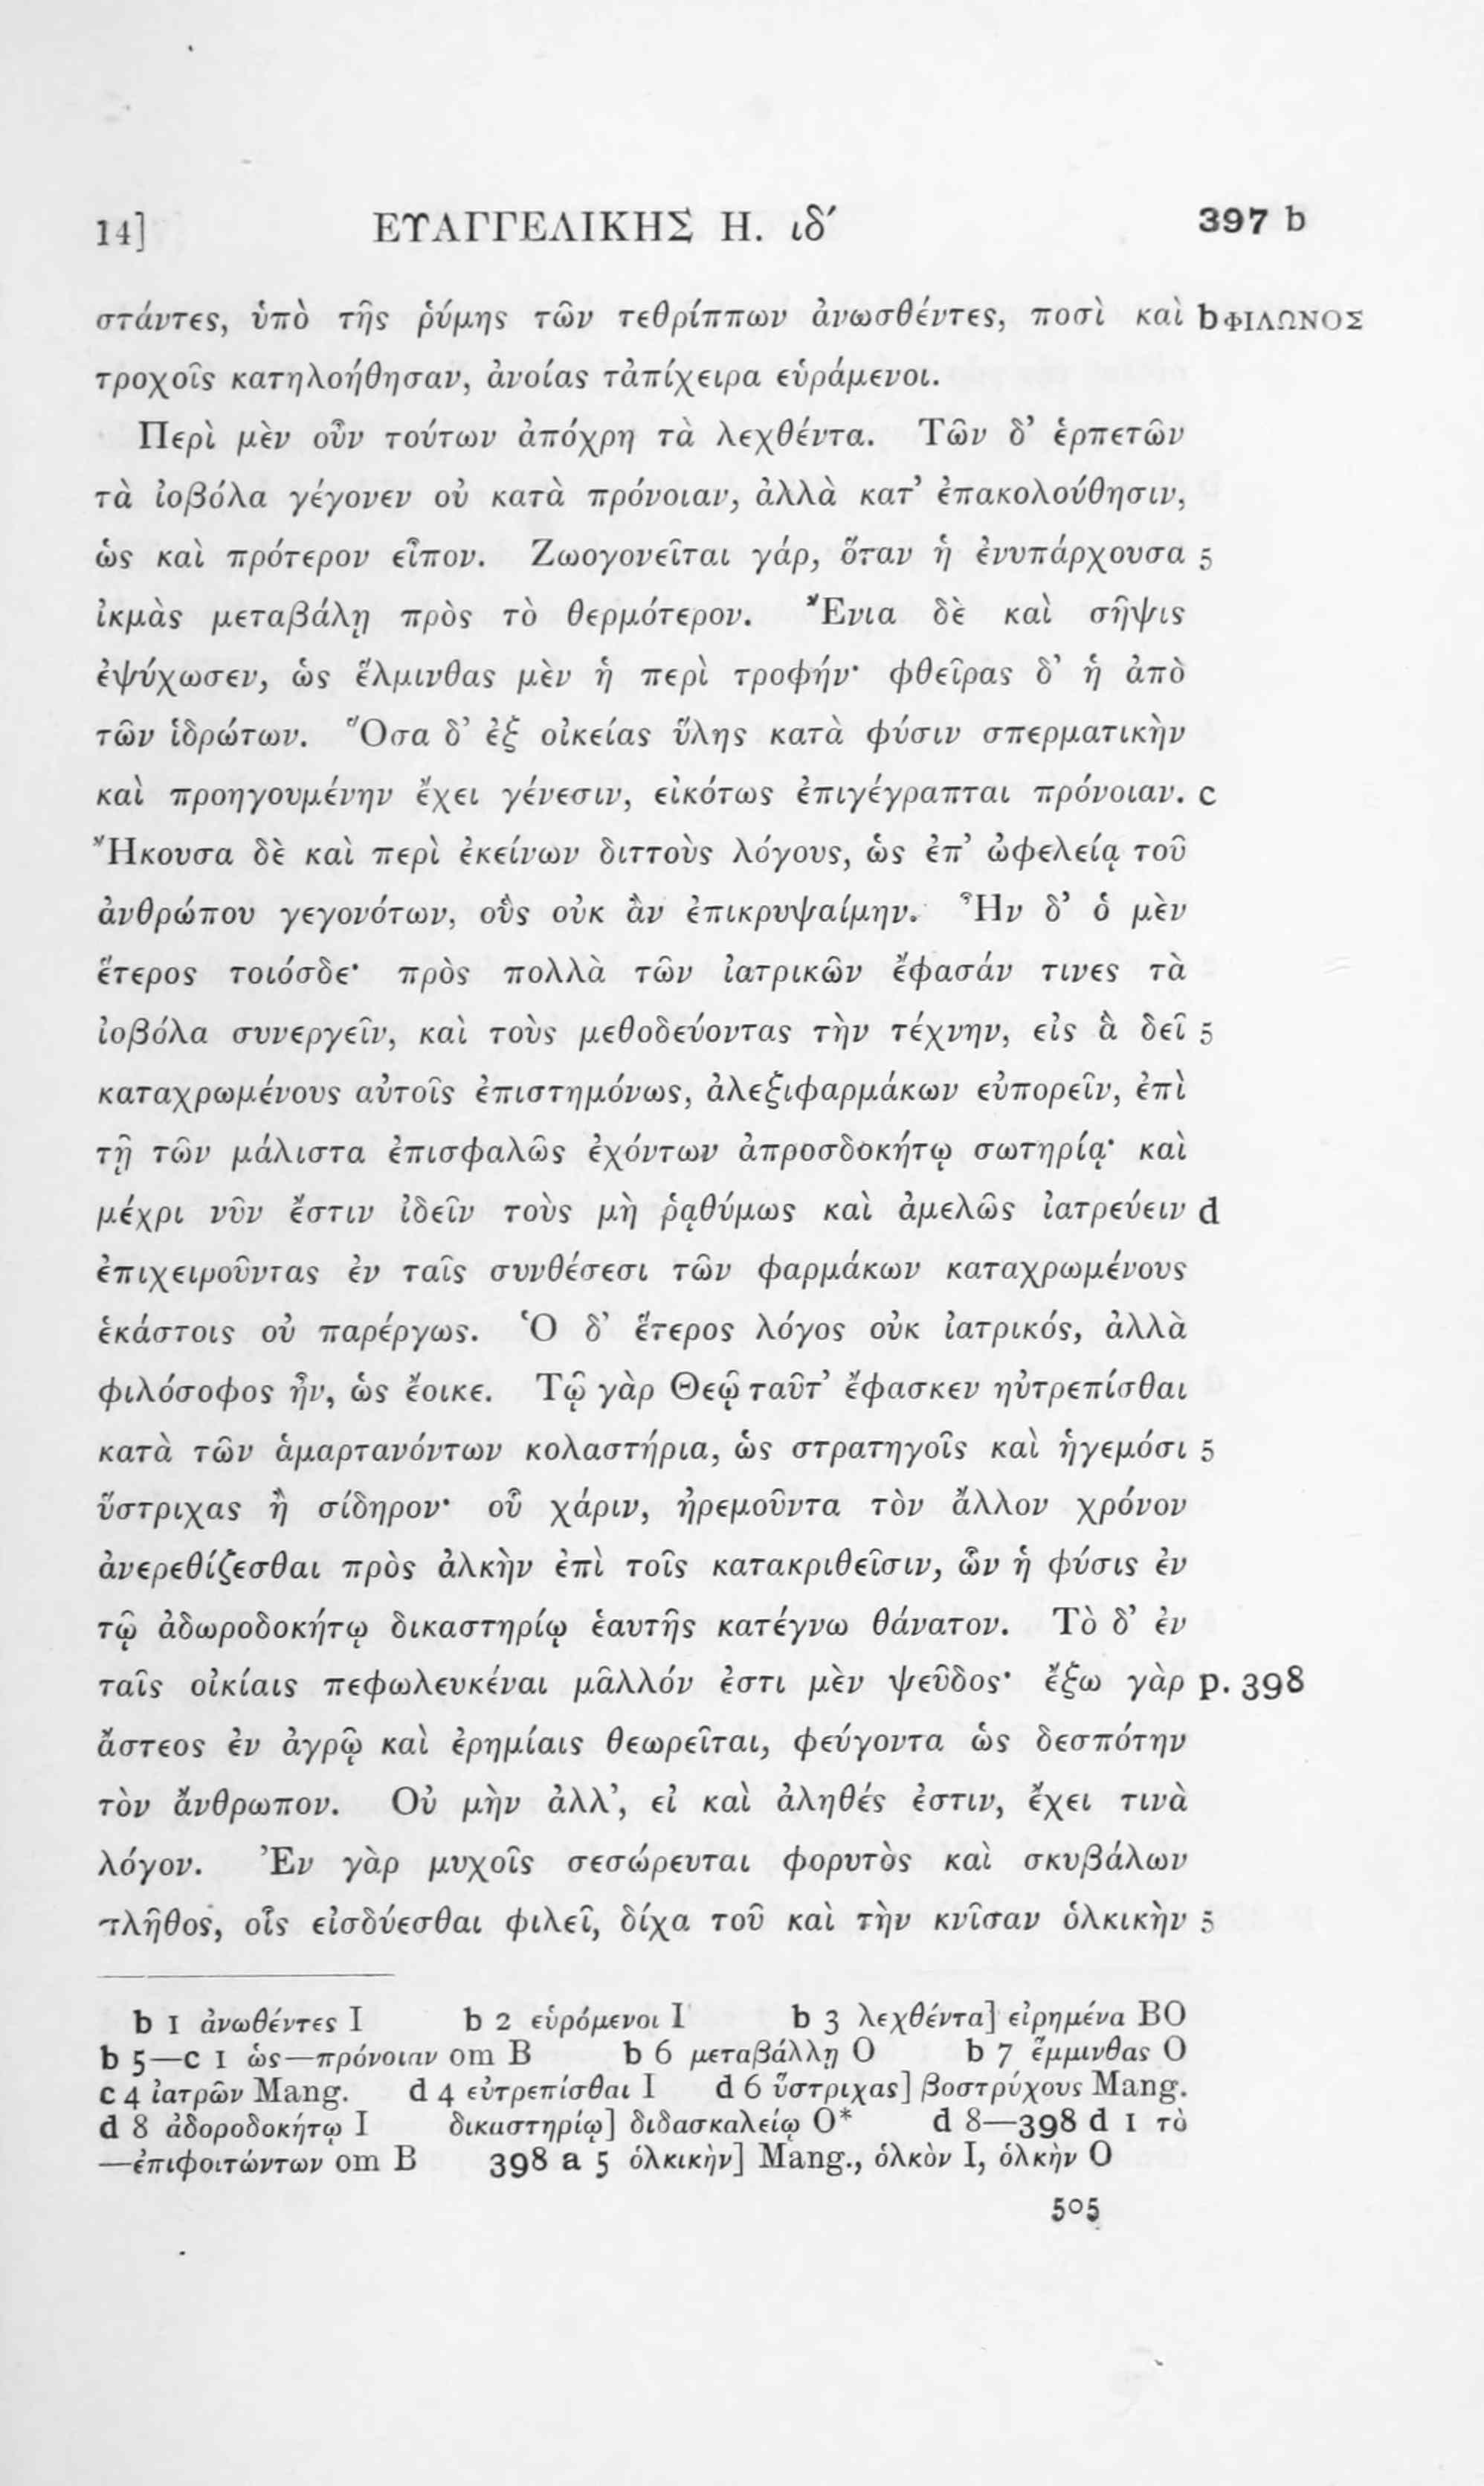 14] ΕΥΑΓΓΕΛΙΚΗΣ Η. ιδ´ 397 b
στάντες, ὑπὸ τῆς ῥύμης τῶν τεθρίππων ἀνωσθέντες, ποσὶ καὶ b ΦΙΛΩΝΟΣ
τροχοῖς κατηλοήθησαν, ἀνοίας τἀπίχειρα εὑράμενοι.
Περὶ μὲν οὖν τούτων ἀπόχρη τὰ λεχθέντα. Τῶν δ’ ἑρπετῶν
τὰ ἰοβόλα γέγονεν οὐ κατὰ πρόνοιαν, ἀλλὰ κατ’ ἐπακολούθησιν,
ὡς καὶ πρότερον εἶπον. Ζωογονεῖται γάρ, ὅταν ἡ ἐνυπάρχουσα 5
ἰκμὰς μεταβάλῃ πρὸς τὸ θερμότερον. Ἔνια δὲ καὶ σῆψις
ἐψύχωσεν, ὡς ἕλμινθας μὲν ἡ περὶ τροφήν· φθεῖρας δ’ ἡ ἀπὸ
τῶν ἱδρώτων. Ὅσα δ’ ἐξ οἰκείας ὕλης κατὰ φύσιν σπερματικὴν
καὶ προηγουμένην ἔχει γένεσιν, εἰκότως ἐπιγέγραπται πρόνοιαν. c
Ἤκουσα δὲ καὶ περὶ ἐκείνων διττοὺς λόγους, ὡς ἐπ’ ὠφελείᾳ τοῦ
ἀνθρώπου γεγονότων, οὓς οὐκ ἂν ἐπικρυψαίμην. Ἦν δ’ ὁ μὲν
ἕτερος τοιόσδε· πρὸς πολλὰ τῶν ἰατρικῶν ἔφασάν τινες τὰ
ἰοβόλα συνεργεῖν, καὶ τοὺς μεθοδεύοντας τὴν τέχνην, εἰς ἃ δεῖ 5
καταχρωμένους αὐτοῖς ἐπιστημόνως, ἀλεξιφαρμάκων εὐπορεῖν, ἐπὶ
τῇ τῶν μάλιστα ἐπισφαλῶς ἐχόντων ἀπροσδοκήτῳ σωτηρίᾳ· καὶ
μέχρι νῦν ἔστιν ἰδεῖν τοὺς μὴ ῥᾳθύμως καὶ ἀμελῶς ἰατρεύειν d
ἐπιχειροῦντας ἐν ταῖς συνθέσεσι τῶν φαρμάκων καταχρωμένους
ἑκάστοις οὐ παρέργως. Ὁ δ’ ἕτερος λόγος οὐκ ἰατρικός, ἀλλὰ
φιλόσοφος ἦν, ὡς ἔοικε. Τῷ γὰρ Θεῷ ταῦτ’ ἔφασκεν ηὐτρεπίσθαι
κατὰ τῶν ἁμαρτανόντων κολαστήρια, ὡς στρατηγοῖς καὶ ἡγεμόσι 5
ὕστριχας ἢ σίδηρον· οὗ χάριν, ἠρεμοῦντα τὸν ἄλλον χρόνον
ἀνερεθίζεσθαι πρὸς ἀλκὴν ἐπὶ τοῖς κατακριθεῖσιν, ὧν ἡ φύσις ἐν
τῷ ἀδωροδοκήτῳ δικαστηρίῳ ἑαυτῆς κατέγνω θάνατον. Τὸ δ’ ἐν
ταῖς οἰκίαις πεφωλευκέναι μᾶλλόν ἐστι μὲν ψεῦδος· ἔξω γὰρ p. 398
ἄστεος ἐν ἀγρῷ καὶ ἐρημίαις θεωρεῖται, φεύγοντα ὡς δεσπότην
τὸν ἄνθρωπον. Οὐ μὴν ἀλλ’, εἰ καὶ ἀληθές ἐστιν, ἔχει τινὰ
λόγον. Ἐν γὰρ μυχοῖς σεσώρευται φορυτὸς καὶ σκυβάλων
πλῆθος, οἷς εἰσδύεσθαι φιλεῖ, δίχα τοῦ καὶ τὴν κνῖσαν ὁλκικὴν 5
b 1 ἀνωθέντες I b 2 εὑρόμενοι I b 3 λεχθέντα] εἰρημένα BO
b 5—c 1 ὡς—πρόνοιαν om B b 6 μεταβάλλῃ O b 7 ἕμμινθας O
c 4 ἰατρῶν Mang. d 4 εὐτρεπίσθαι I d 6 ὕστριχας] βοστρύχους Mang.
d 8 ἀδοροδοκήτῳ I δικαστηρίῳ] διδασκαλείῳ O* d 8—398 d 1 τὸ
—ἐπιφοιτώντων om B 398 a 5 ὁλκικὴν] Mang., ὁλκὸν I, ὁλκὴν O
505